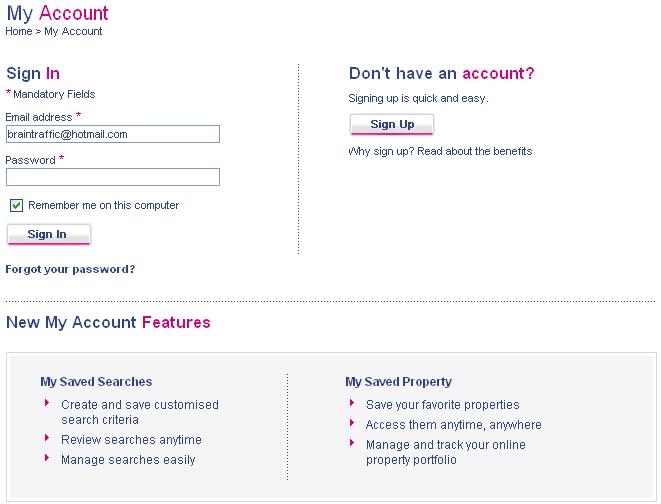 My Account
Home > My Account
Sign In
* Mandatory Fields
Email address *
braintraffic@hotmail.com
Password *
Remember me on this computer
Sign In
Forgot your password?
Don't have an account?
Signing up is quick and easy.
Sign Up
Why sign up? Read about the benefits
New My Account Features
My Saved Searches
Create and save customised
search criteria
Review searches anytime
Manage searches easily
My Saved Property
Save your favorite properties
Access them anytime, anywhere
Manage and track your online
property portfolio